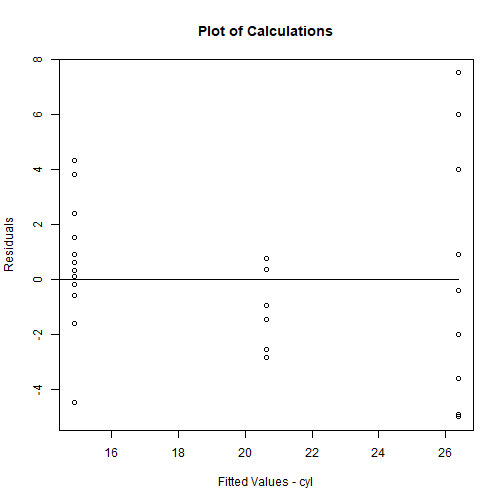 Plot of Calculations
8
6
4
2
0
-2
-4
Residuals
16 18 20 22 24 26
Fitted Values - cyl